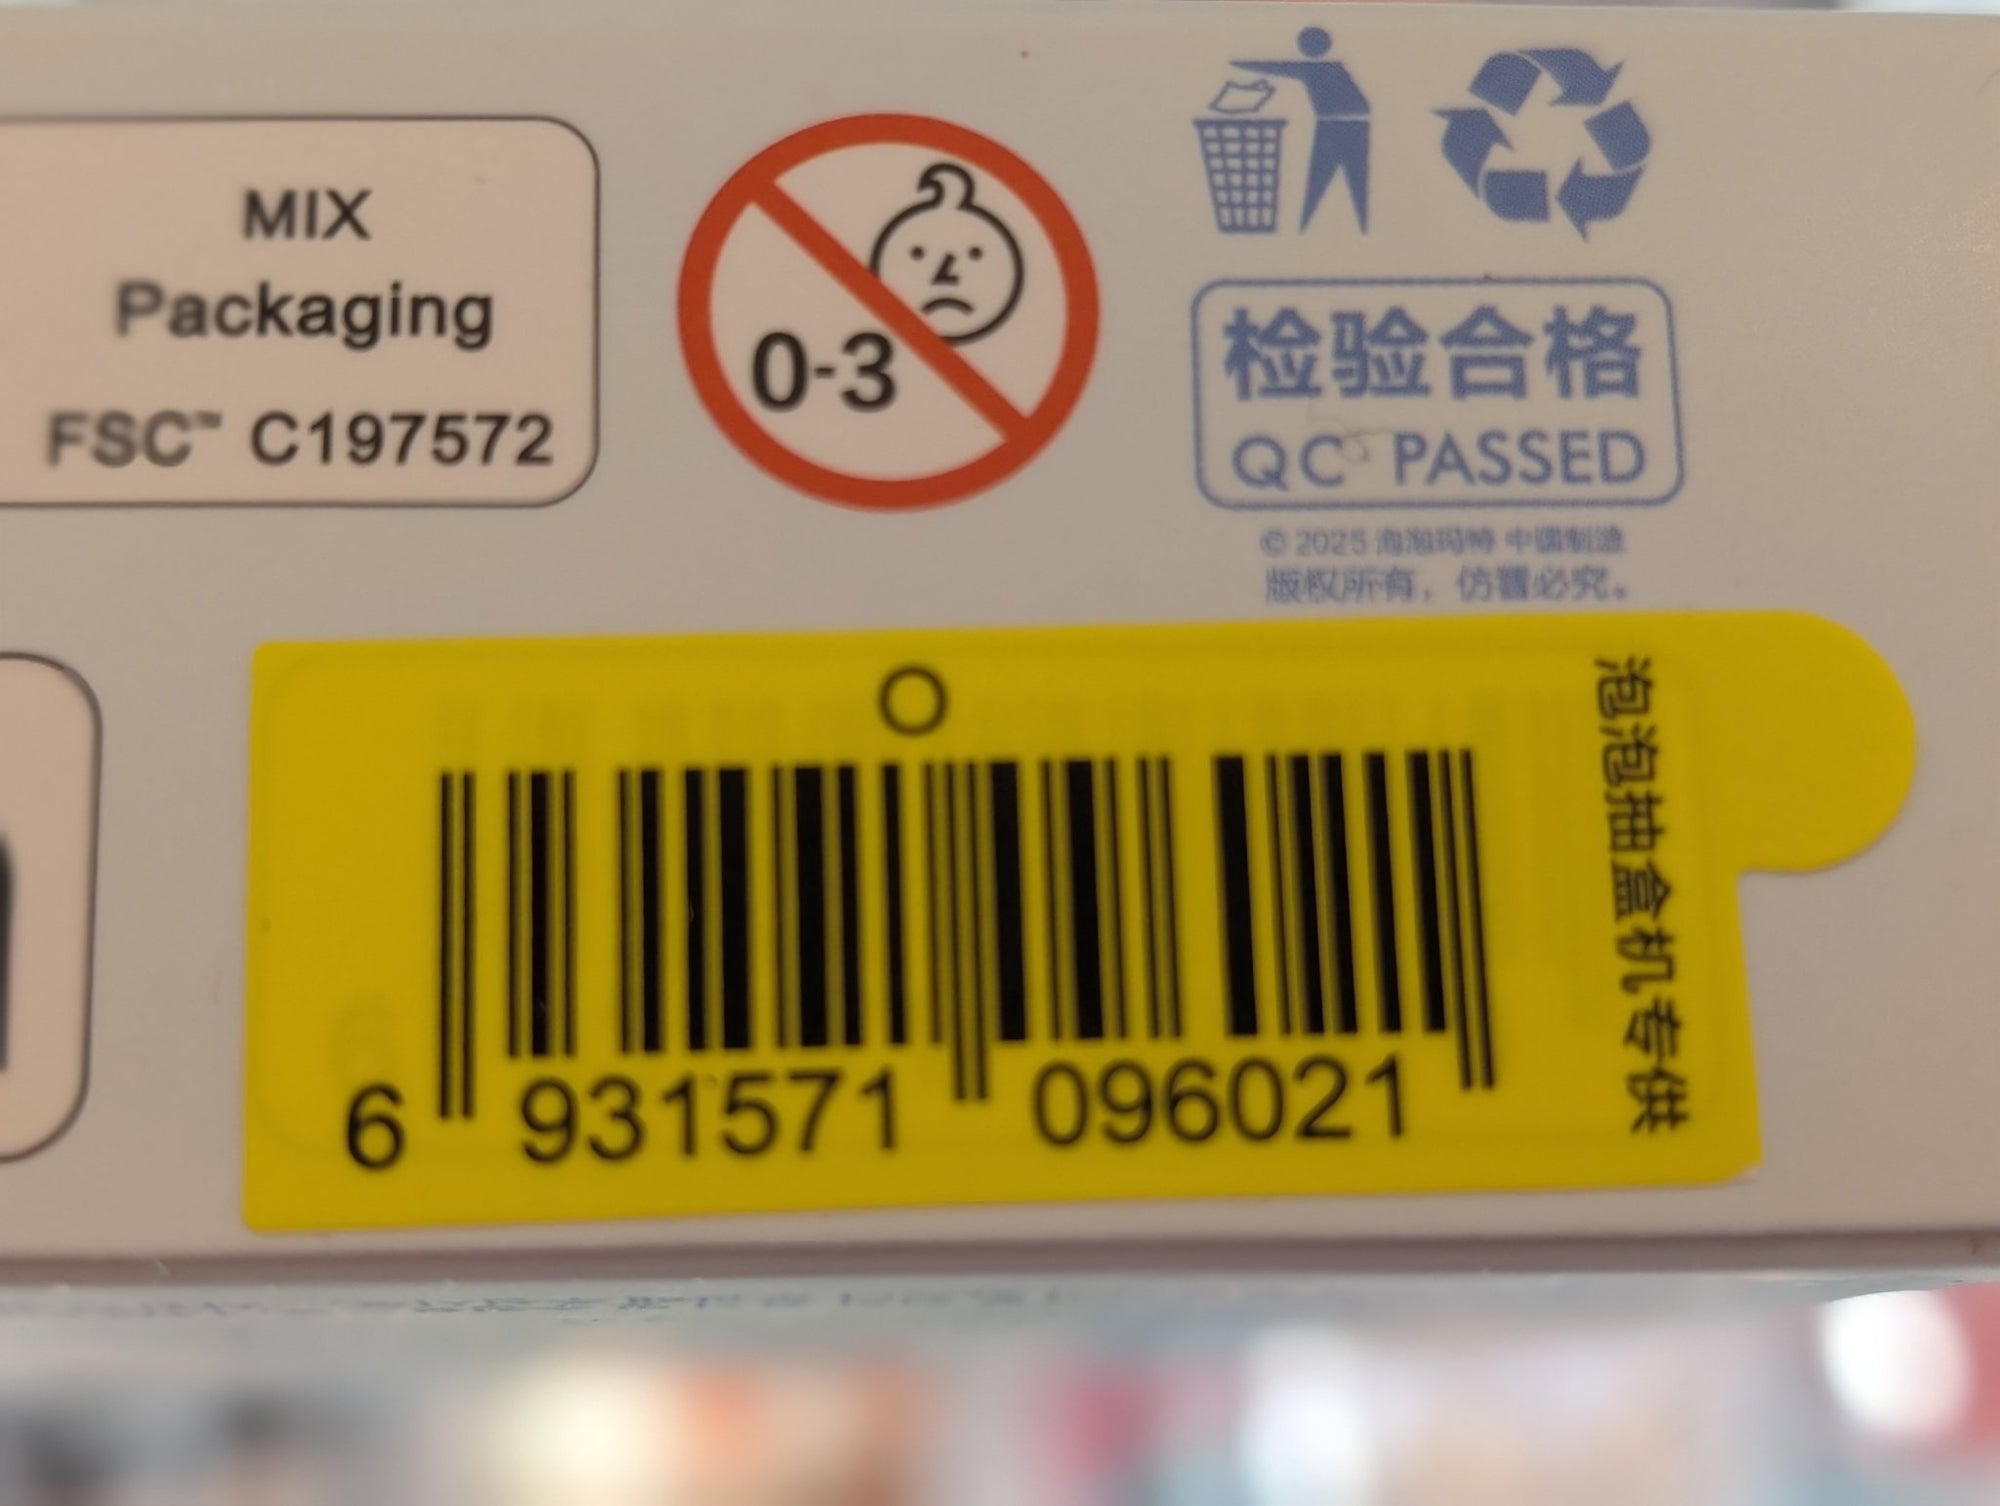 MIX
Packaging
FSC™ C197572
0-3
检验合格
QC PASSED
© 2025 泡泡玛特 中国制造
版权所有，仿冒必究。
泡泡抽盒机专供
6 931571 096021